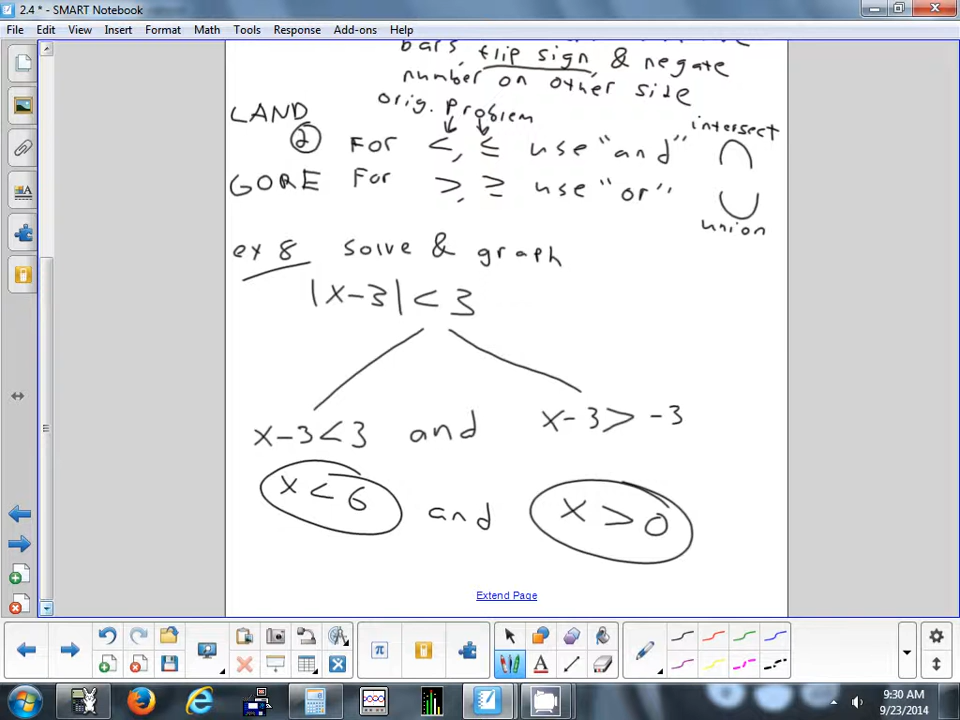 2.4 * - SMART Notebook
File Edit View Insert Format Math Tools Response Add-ons Help
bars, flip sign & negate
number on other side
orig. problem
LAND
② For <, ≤ use "and" intersect ∩
GORE For >, ≥ use "or" ∪
union
ex 8 solve & graph
|x-3| < 3
x-3<3 and x-3> -3
x < 6 and x > 0
Extend Page
π
A
9:30 AM
9/23/2014